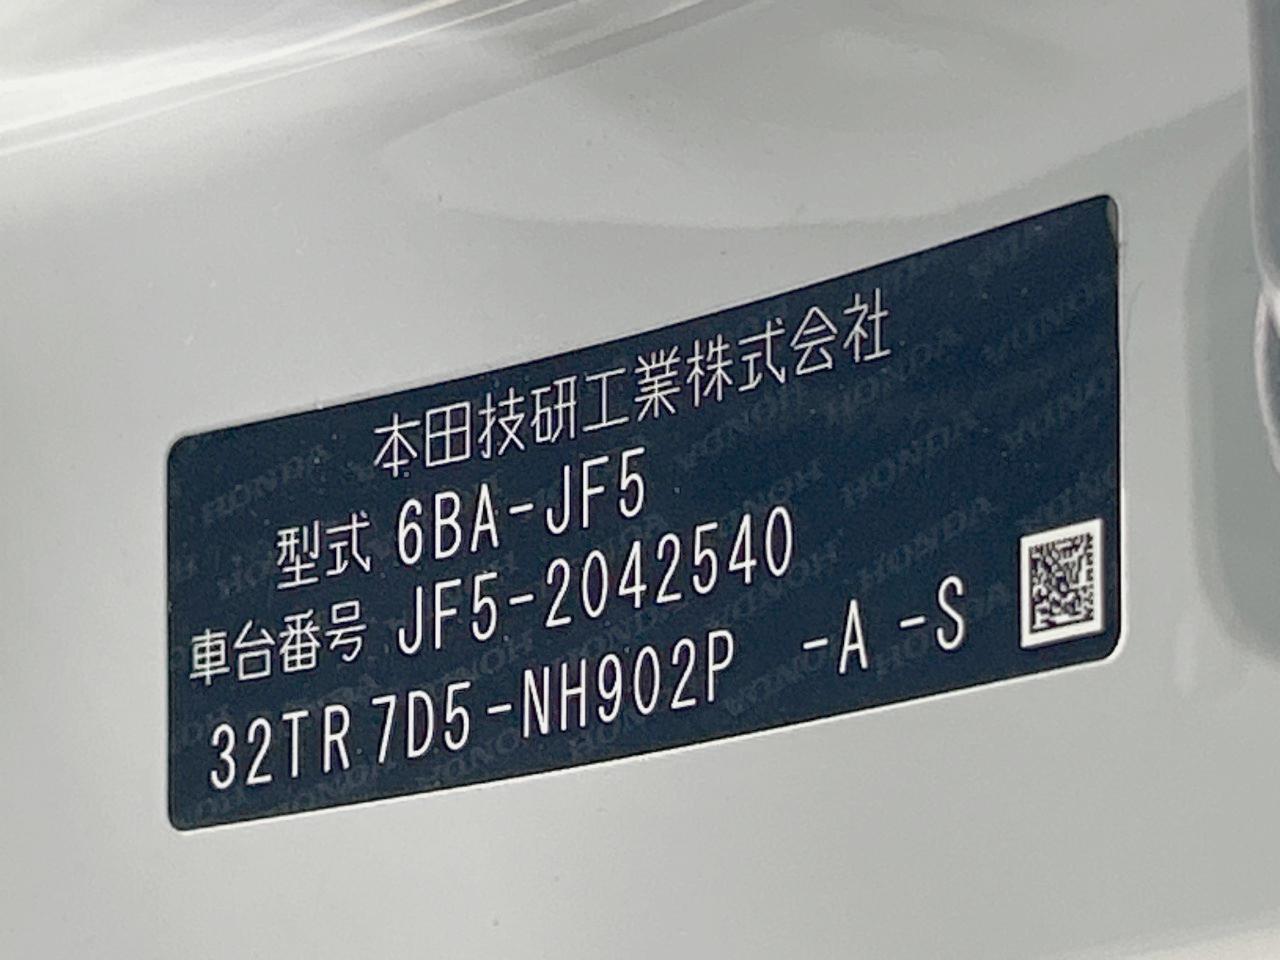 本田技研工業株式会社
型式 6BA-JF5
車台番号 JF5-2042540
32TR 7D5-NH902P -A -S